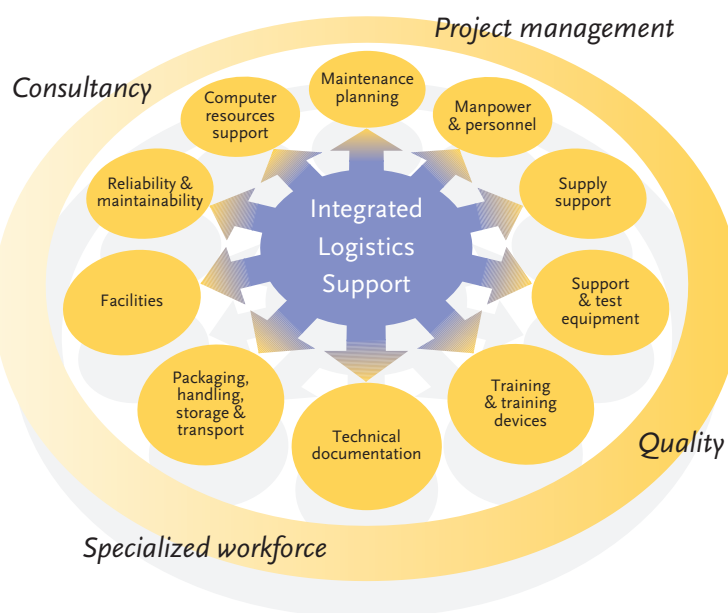 Project management
Consultancy
Maintenance
planning
Computer
resources
support
Manpower
& personnel
Reliability &
maintainability
Supply
support
Integrated
Logistics
Support
Facilities
Support
& test
equipment
Packaging,
handling,
storage &
transport
Training
& training
devices
Technical
documentation
Quality
Specialized workforce